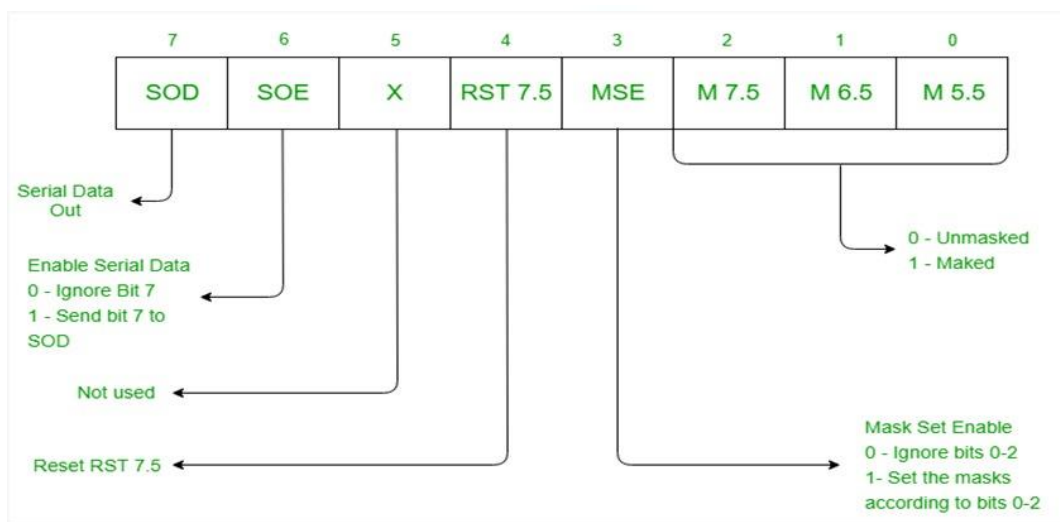 7 6 5 4 3 2 1 0
SOD SOE X RST 7.5 MSE M 7.5 M 6.5 M 5.5
Serial Data
Out
0 - Unmasked
1 - Maked
Enable Serial Data
0 - Ignore Bit 7
1 - Send bit 7 to
SOD
Not used
Mask Set Enable
0 - Ignore bits 0-2
1- Set the masks
according to bits 0-2
Reset RST 7.5